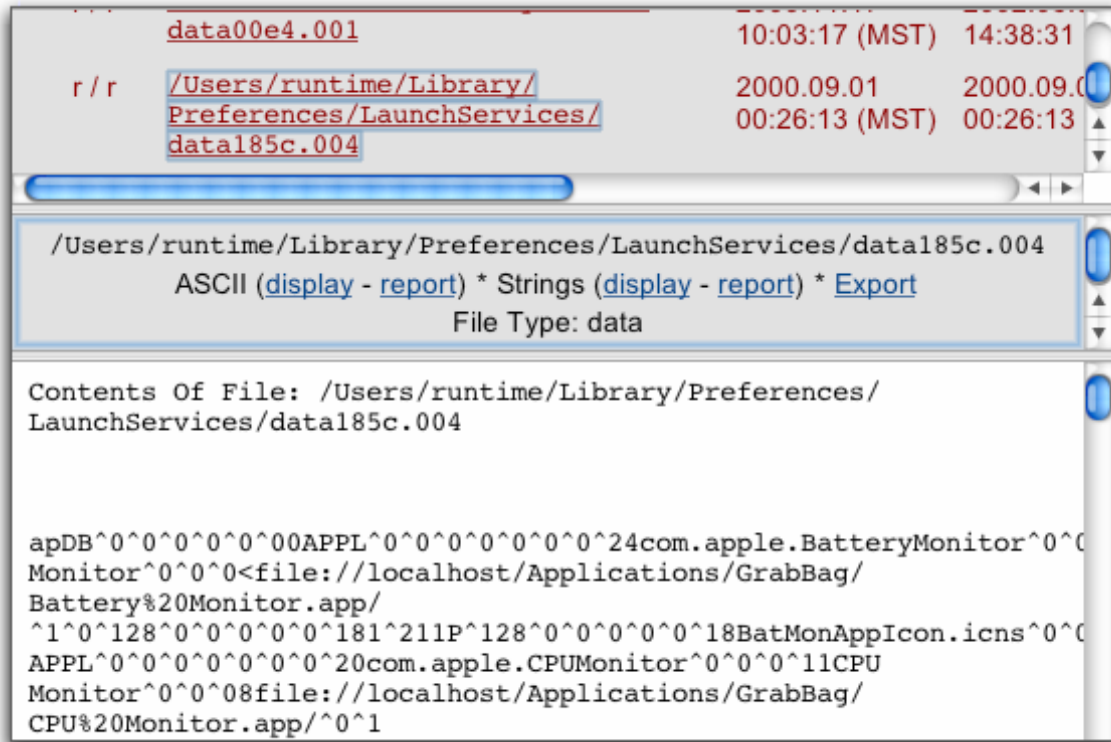 data00e4.001
10:03:17 (MST) 14:38:31
r / r /Users/runtime/Library/ 2000.09.01
Preferences/LaunchServices/ 00:26:13 (MST) 00:26:13
data185c.004
/Users/runtime/Library/Preferences/LaunchServices/data185c.004
ASCII (display - report) * Strings (display - report) * Export
File Type: data
Contents Of File: /Users/runtime/Library/Preferences/
LaunchServices/data185c.004
apDB^0^0^0^0^0^00APPL^0^0^0^0^0^0^0^24com.apple.BatteryMonitor^0^0
Monitor^0^0^0<file://localhost/Applications/GrabBag/
Battery%20Monitor.app/
^1^0^128^0^0^0^0^0^181^211P^128^0^0^0^0^0^18BatMonAppIcon.icns^0^0
APPL^0^0^0^0^0^0^0^20com.apple.CPUMonitor^0^0^0^11CPU
Monitor^0^0^08file://localhost/Applications/GrabBag/
CPU%20Monitor.app/^0^1